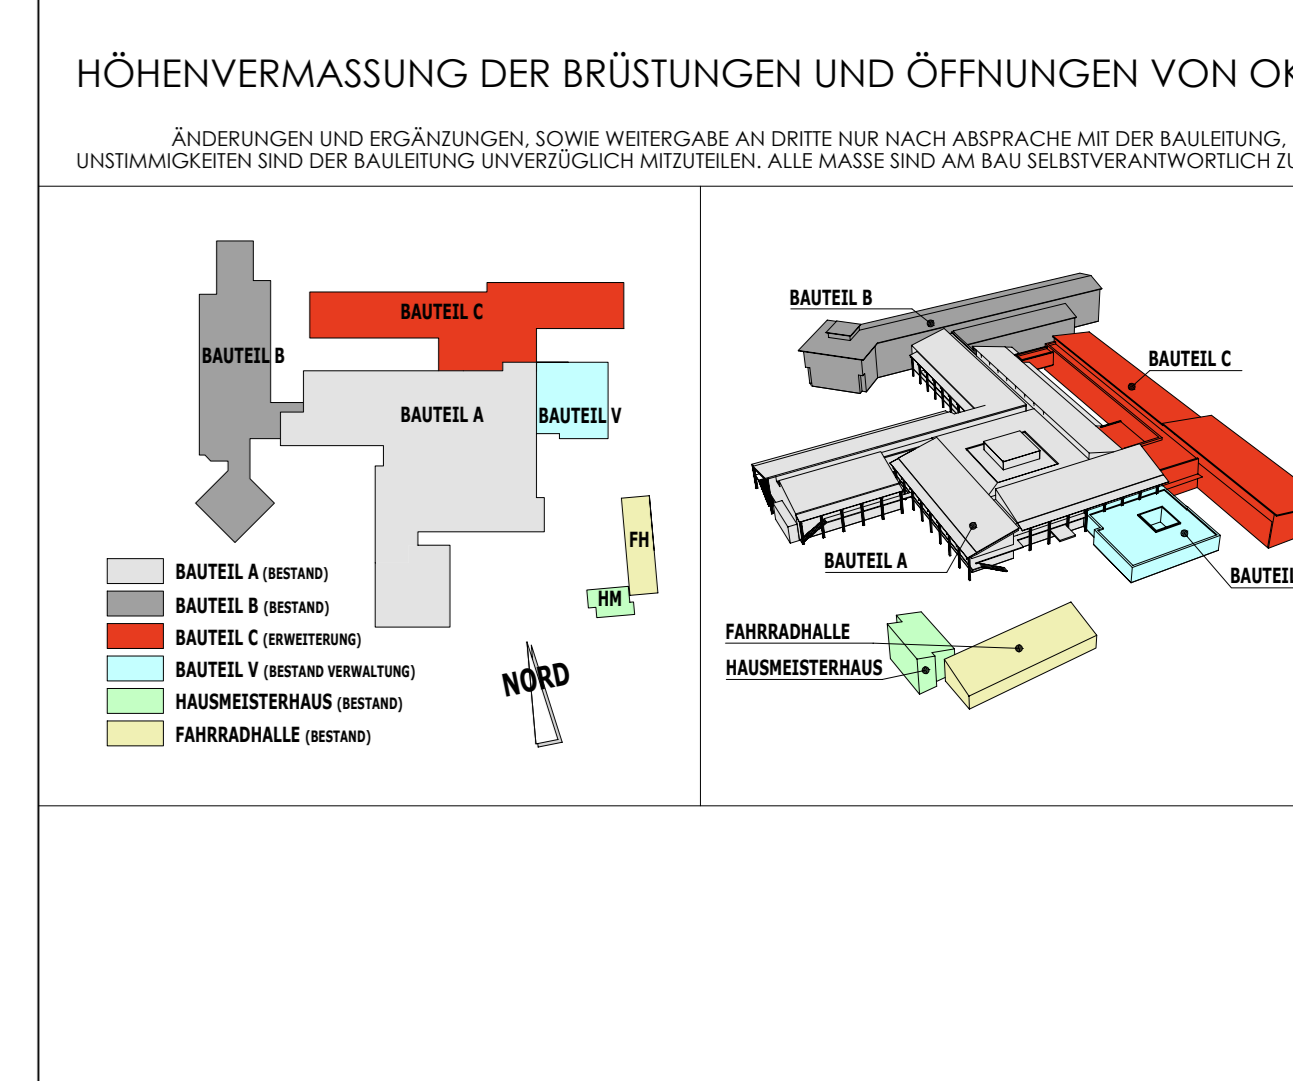 HÖHENVERMASSUNG DER BRÜSTUNGEN UND ÖFFNUNGEN VON OK
ÄNDERUNGEN UND ERGÄNZUNGEN, SOWIE WEITERGABE AN DRITTE NUR NACH ABSPRACHE MIT DER BAULEITUNG,
UNSTIMMIGKEITEN SIND DER BAULEITUNG UNVERZÜGLICH MITZUTEILEN. ALLE MASSE SIND AM BAU SELBSTVERANTWORTLICH ZU
BAUTEIL C
BAUTEIL B
BAUTEIL A
BAUTEIL V
FH
HM
NORD
BAUTEIL A (BESTAND)
BAUTEIL B (BESTAND)
BAUTEIL C (ERWEITERUNG)
BAUTEIL V (BESTAND VERWALTUNG)
HAUSMEISTERHAUS (BESTAND)
FAHRRADHALLE (BESTAND)
BAUTEIL B
BAUTEIL C
BAUTEIL A
BAUTEIL
FAHRRADHALLE
HAUSMEISTERHAUS